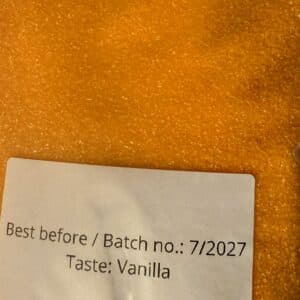 Best before / Batch no.: 7/2027
Taste: Vanilla